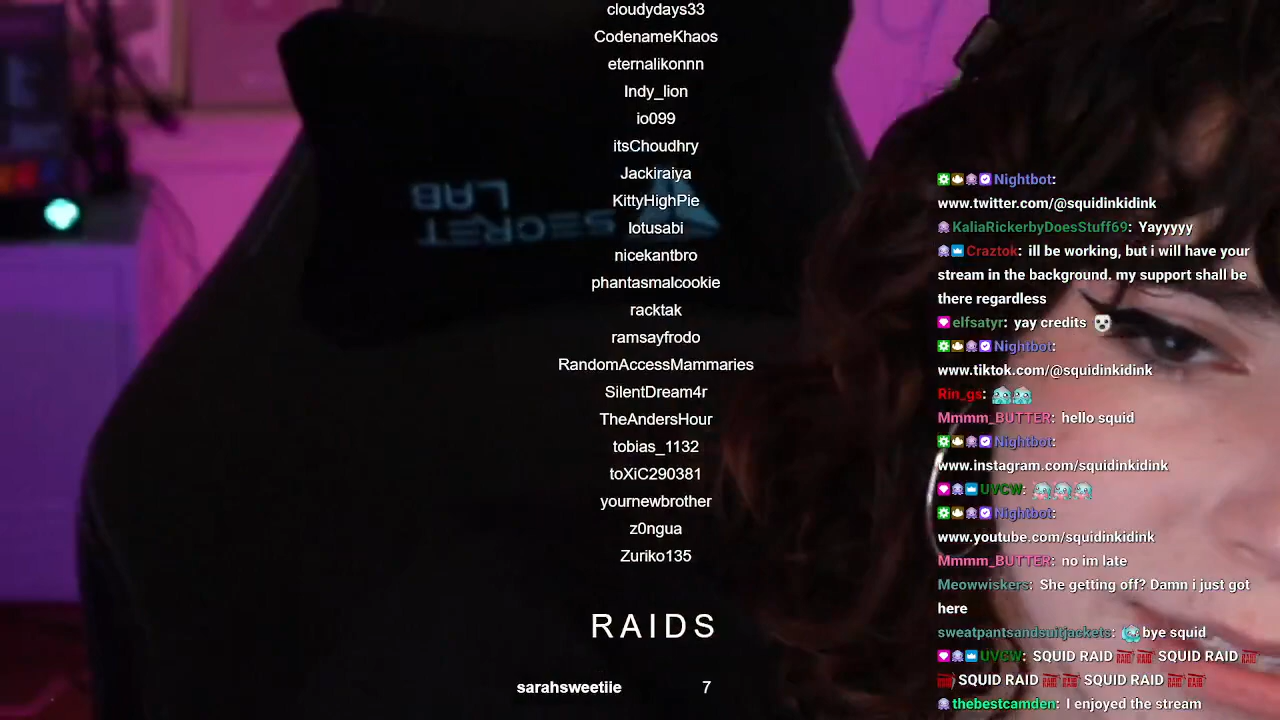 cloudydays33
CodenameKhaos
eternalikonnn
Indy_lion
io099
itsChoudhry
Jackiraiya
KittyHighPie
lotusabi
nicekantbro
phantasmalcookie
racktak
ramsayfrodo
RandomAccessMammaries
SilentDream4r
TheAndersHour
tobias_1132
toXiC290381
yournewbrother
z0ngua
Zuriko135
RAIDS
sarahsweetiie 7
SECRET
LAB
Nightbot:
www.twitter.com/@squidinkidink
KaliaRickerbyDoesStuff69: Yayyyyy
Craztok: ill be working, but i will have your
stream in the background. my support shall be
there regardless
elfsatyr: yay credits
Nightbot:
www.tiktok.com/@squidinkidink
Rin_gs:
Mmmm_BUTTER: hello squid
Nightbot:
www.instagram.com/squidinkidink
UVCW:
Nightbot:
www.youtube.com/squidinkidink
Mmmm_BUTTER: no im late
Meowwiskers: She getting off? Damn i just got
here
sweatpantsandsuitjackets: bye squid
UVCW: SQUID RAID SQUID RAID
SQUID RAID SQUID RAID
thebestcamden: I enjoyed the stream